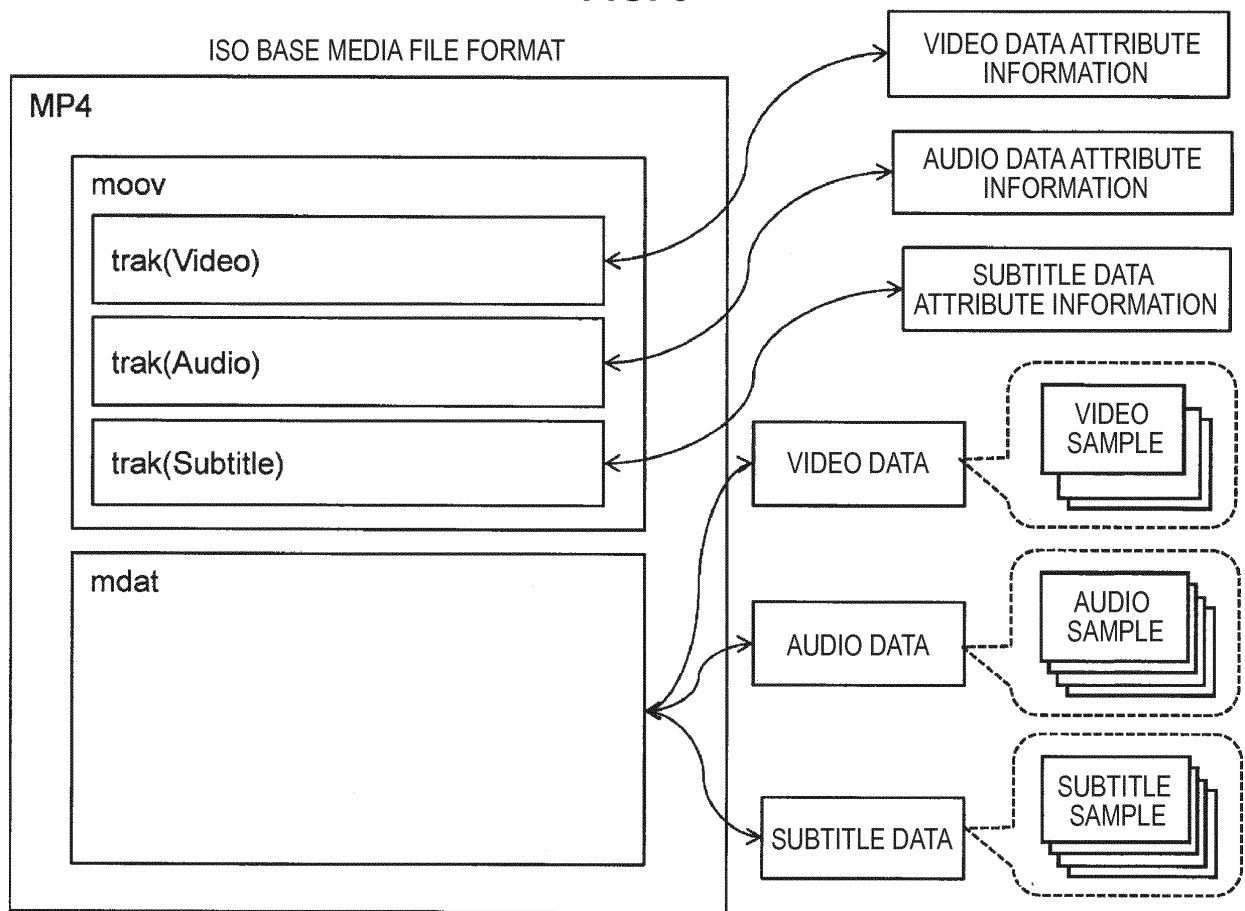 ISO BASE MEDIA FILE FORMAT
MP4
moov
trak(Video)
trak(Audio)
trak(Subtitle)
mdat
VIDEO DATA ATTRIBUTE
INFORMATION
AUDIO DATA ATTRIBUTE
INFORMATION
SUBTITLE DATA
ATTRIBUTE INFORMATION
VIDEO DATA
VIDEO
SAMPLE
AUDIO DATA
AUDIO
SAMPLE
SUBTITLE DATA
SUBTITLE
SAMPLE